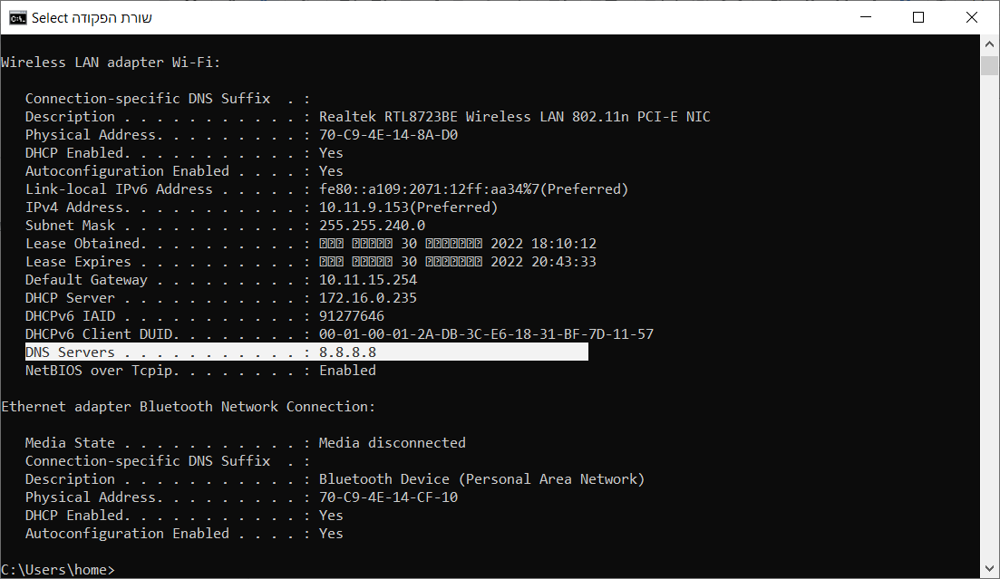 Select שורת הפקודה
Wireless LAN adapter Wi-Fi:
Connection-specific DNS Suffix  . :
Description . . . . . . . . . . . : Realtek RTL8723BE Wireless LAN 802.11n PCI-E NIC
Physical Address. . . . . . . . . : 70-C9-4E-14-8A-D0
DHCP Enabled. . . . . . . . . . . : Yes
Autoconfiguration Enabled . . . . : Yes
Link-local IPv6 Address . . . . . : fe80::a109:2071:12ff:aa34%7(Preferred)
IPv4 Address. . . . . . . . . . . : 10.11.9.153(Preferred)
Subnet Mask . . . . . . . . . . . : 255.255.240.0
Lease Obtained. . . . . . . . . . : 30 2022 18:10:12
Lease Expires . . . . . . . . . . : 30 2022 20:43:33
Default Gateway . . . . . . . . . : 10.11.15.254
DHCP Server . . . . . . . . . . . : 172.16.0.235
DHCPv6 IAID . . . . . . . . . . . : 91277646
DHCPv6 Client DUID. . . . . . . . : 00-01-00-01-2A-DB-3C-E6-18-31-BF-7D-11-57
DNS Servers . . . . . . . . . . . : 8.8.8.8
NetBIOS over Tcpip. . . . . . . . : Enabled
Ethernet adapter Bluetooth Network Connection:
Media State . . . . . . . . . . . : Media disconnected
Connection-specific DNS Suffix  . :
Description . . . . . . . . . . . : Bluetooth Device (Personal Area Network)
Physical Address. . . . . . . . . : 70-C9-4E-14-CF-10
DHCP Enabled. . . . . . . . . . . : Yes
Autoconfiguration Enabled . . . . : Yes
C:\Users\home>